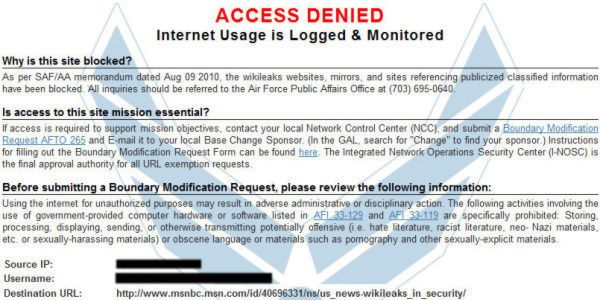 ACCESS DENIED
Internet Usage is Logged & Monitored
Why is this site blocked?
As per SAF/AA memorandum dated Aug 09 2010, the wikileaks websites, mirrors, and sites referencing publicized classified information
have been blocked. All inquiries should be referred to the Air Force Public Affairs Office at (703) 695-0640.
Is access to this site mission essential?
If access is required to support mission objectives, contact your local Network Control Center (NCC), and submit a Boundary Modification
Request AFTO 265 and E-mail it to your local Base Change Sponsor. (In the GAL, search for "Change" to find your sponsor.) Instructions
for filling out the Boundary Modification Request Form can be found here. The Integrated Network Operations Security Center (I-NOSC) is
the final approval authority for all URL exemption requests.
Before submitting a Boundary Modification Request, please review the following information:
Using the internet for unauthorized purposes may result in adverse administrative or disciplinary action. The following activities involving the
use of government-provided computer hardware or software listed in AFI 33-129 and AFI 33-119 are specifically prohibited: Storing,
processing, displaying, sending, or otherwise transmitting potentially offensive (i.e. hate literature, racist literature, neo- Nazi materials,
etc. or sexually-harassing materials) or obscene language or materials such as pornography and other sexually-explicit materials.
Source IP:
Username:
Destination URL: http://www.msnbc.msn.com/id/40696331/ns/us_news-wikileaks_in_security/